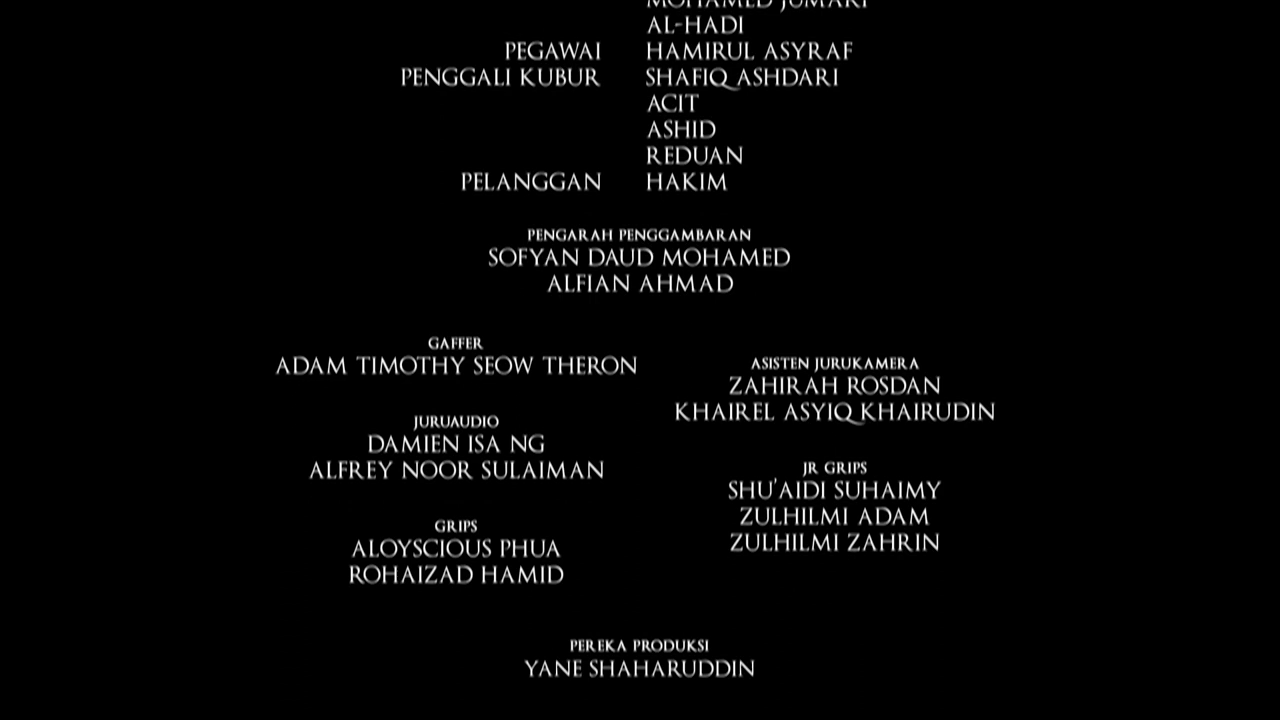 MOHAMED JUMARI
AL-HADI
PEGAWAI HAMIRUL ASYRAF
PENGGALI KUBUR SHAFIQ ASHDARI
ACIT
ASHID
REDUAN
PELANGGAN HAKIM
PENGARAH PENGGAMBARAN
SOFYAN DAUD MOHAMED
ALFIAN AHMAD
GAFFER
ADAM TIMOTHY SEOW THERON
JURUAUDIO
DAMIEN ISA NG
ALFREY NOOR SULAIMAN
GRIPS
ALOYSCIOUS PHUA
ROHAIZAD HAMID
ASISTEN JURUKAMERA
ZAHIRAH ROSDAN
KHAIREL ASYIQ KHAIRUDIN
JR GRIPS
SHU'AIDI SUHAIMY
ZULHILMI ADAM
ZULHILMI ZAHRIN
PEREKA PRODUKSI
YANE SHAHARUDDIN